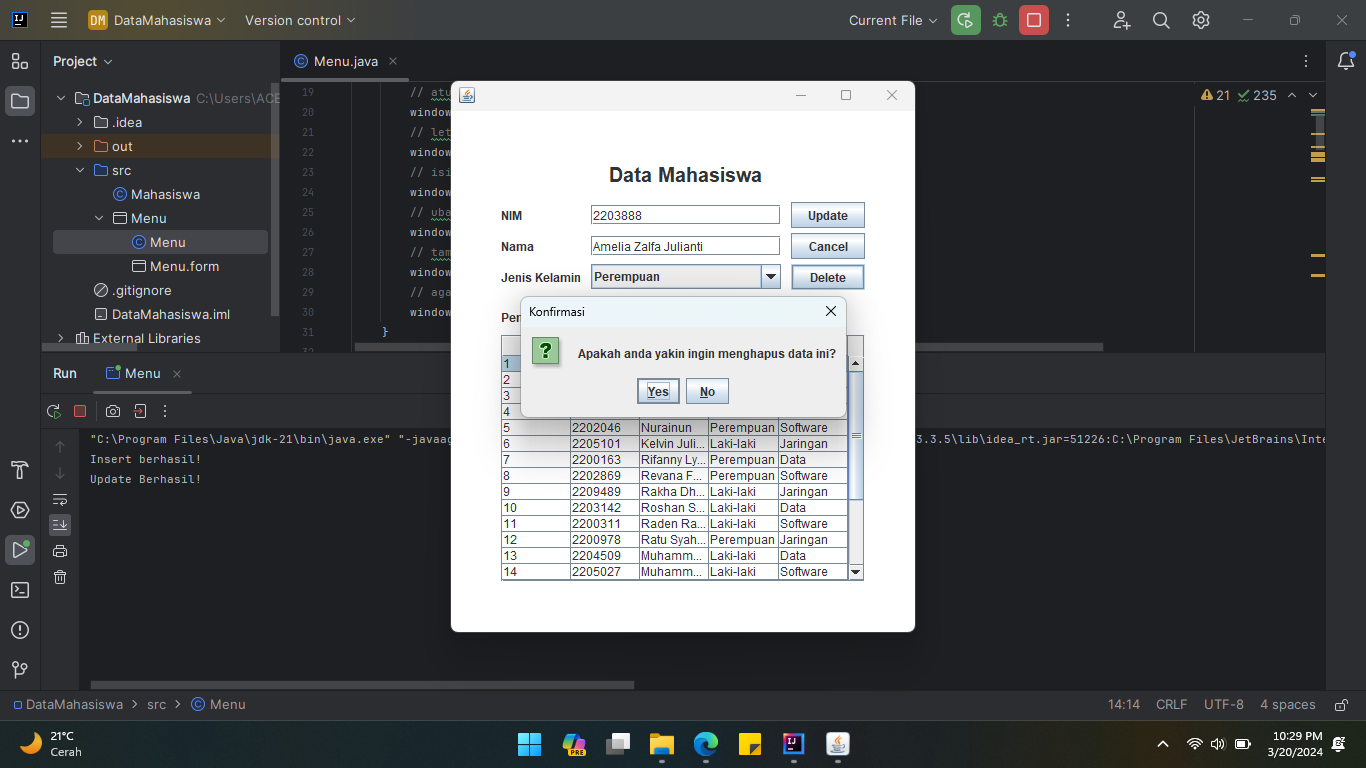 DM DataMahasiswa Version control Current File
Project
Menu.java
DataMahasiswa C:\Users\ACE
.idea
out
src
Mahasiswa
Menu
Menu
Menu.form
.gitignore
DataMahasiswa.iml
External Libraries
21 235
19 // atu
20 window
21 // let
22 window
23 // isi
24 window
25 // uba
26 window
27 // tam
28 window
29 // aga
30 window
31 }
32
Data Mahasiswa
NIM 2203888 Update
Nama Amelia Zalfa Julianti Cancel
Jenis Kelamin Perempuan Delete
Konfirmasi
Apakah anda yakin ingin menghapus data ini?
Yes No
1
2
3
4
5 2202046 Nurainun Perempuan Software
6 2205101 Kelvin Juli... Laki-laki Jaringan
7 2200163 Rifanny Ly... Perempuan Data
8 2202869 Revana F... Perempuan Software
9 2209489 Rakha Dh... Laki-laki Jaringan
10 2203142 Roshan S... Laki-laki Data
11 2200311 Raden Ra... Laki-laki Software
12 2200978 Ratu Syah... Perempuan Jaringan
13 2204509 Muhamm... Laki-laki Data
14 2205027 Muhamm... Laki-laki Software
Run Menu
"C:\Program Files\Java\jdk-21\bin\java.exe" "-javaag 3.3.5\lib\idea_rt.jar=51226:C:\Program Files\JetBrains\Inte
Insert berhasil!
Update Berhasil!
DataMahasiswa src Menu
14:14 CRLF UTF-8 4 spaces
21°C
Cerah
PRE
10:29 PM
3/20/2024